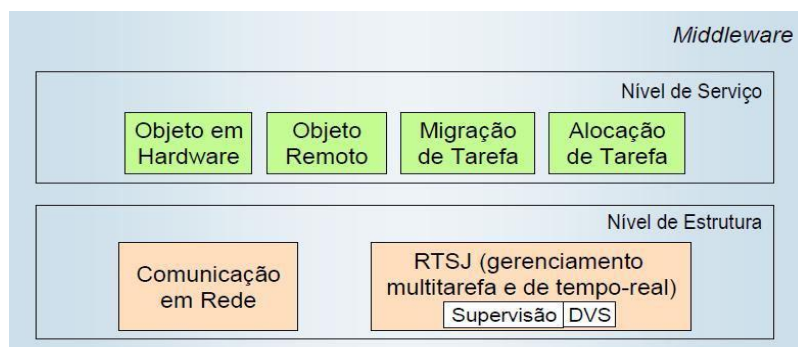 Middleware
Nível de Serviço
Objeto em
Hardware
Objeto
Remoto
Migração
de Tarefa
Alocação
de Tarefa
Nível de Estrutura
Comunicação
em Rede
RTSJ (gerenciamento
multitarefa e de tempo-real)
Supervisão
DVS